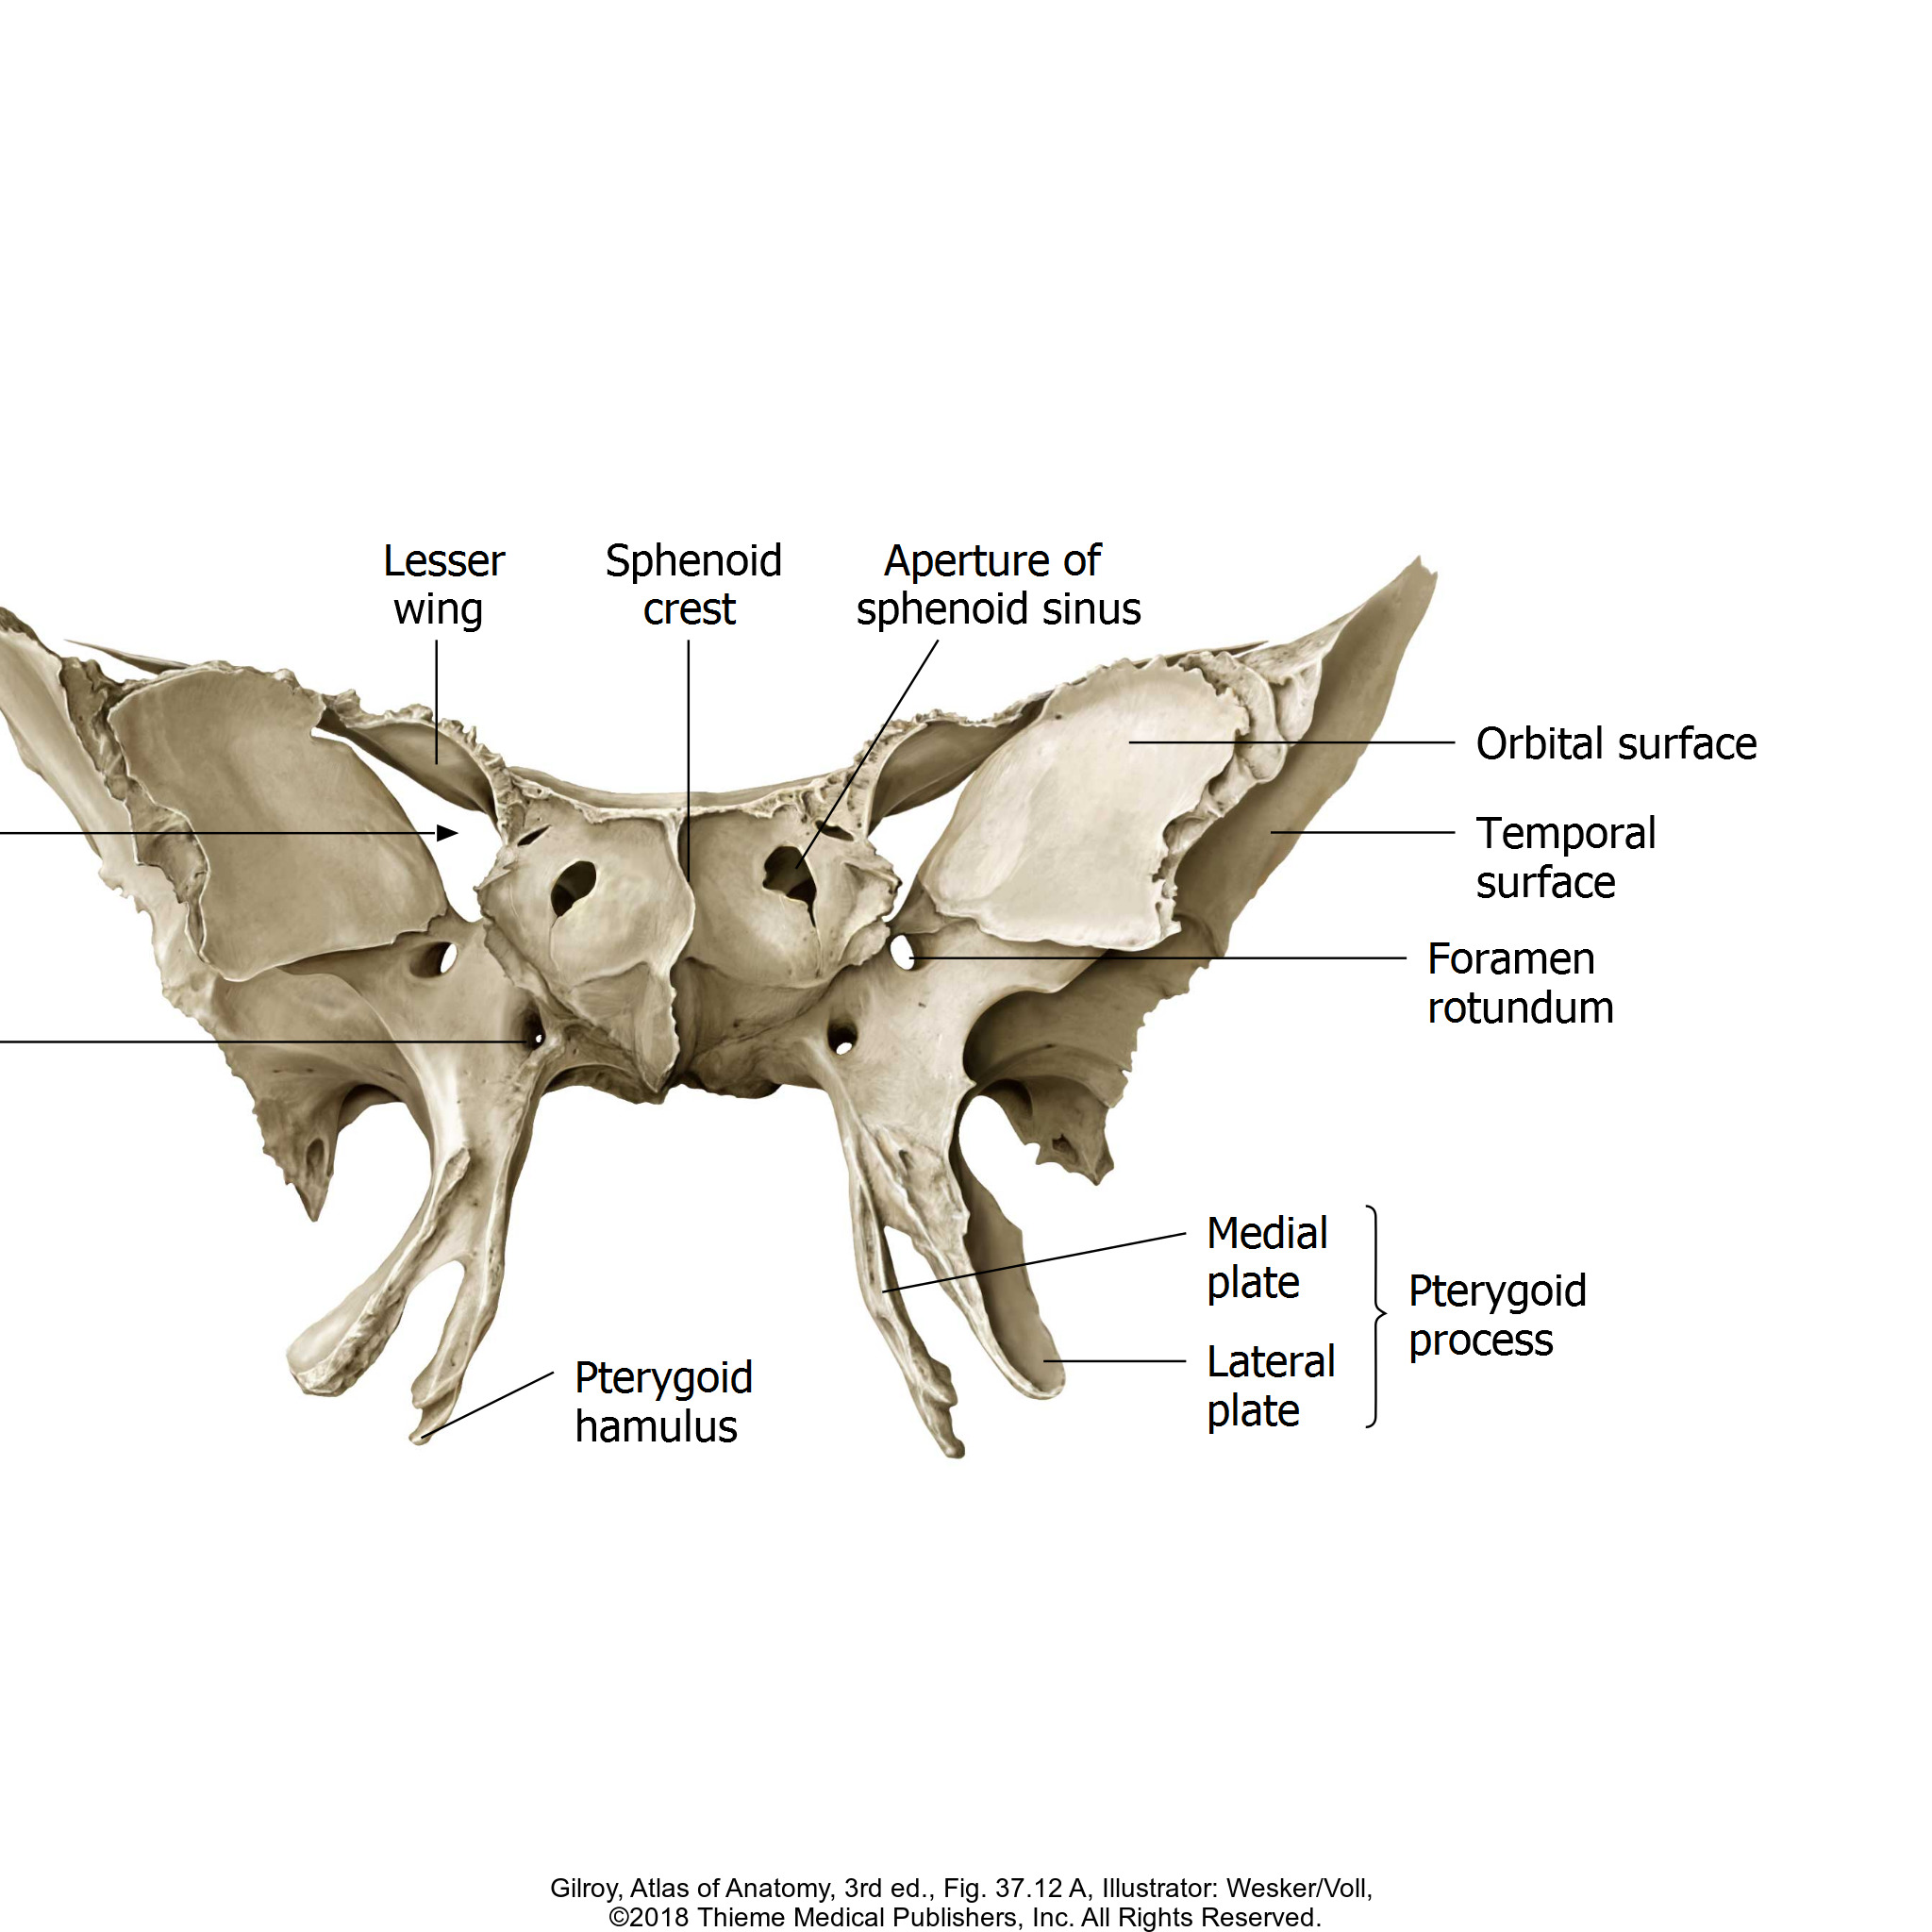 Lesser
wing
Sphenoid
crest
Aperture of
sphenoid sinus
Orbital surface
Temporal
surface
Foramen
rotundum
Medial
plate
Lateral
plate
Pterygoid
process
Pterygoid
hamulus
Gilroy, Atlas of Anatomy, 3rd ed., Fig. 37.12 A, Illustrator: Wesker/Voll,
©2018 Thieme Medical Publishers, Inc. All Rights Reserved.